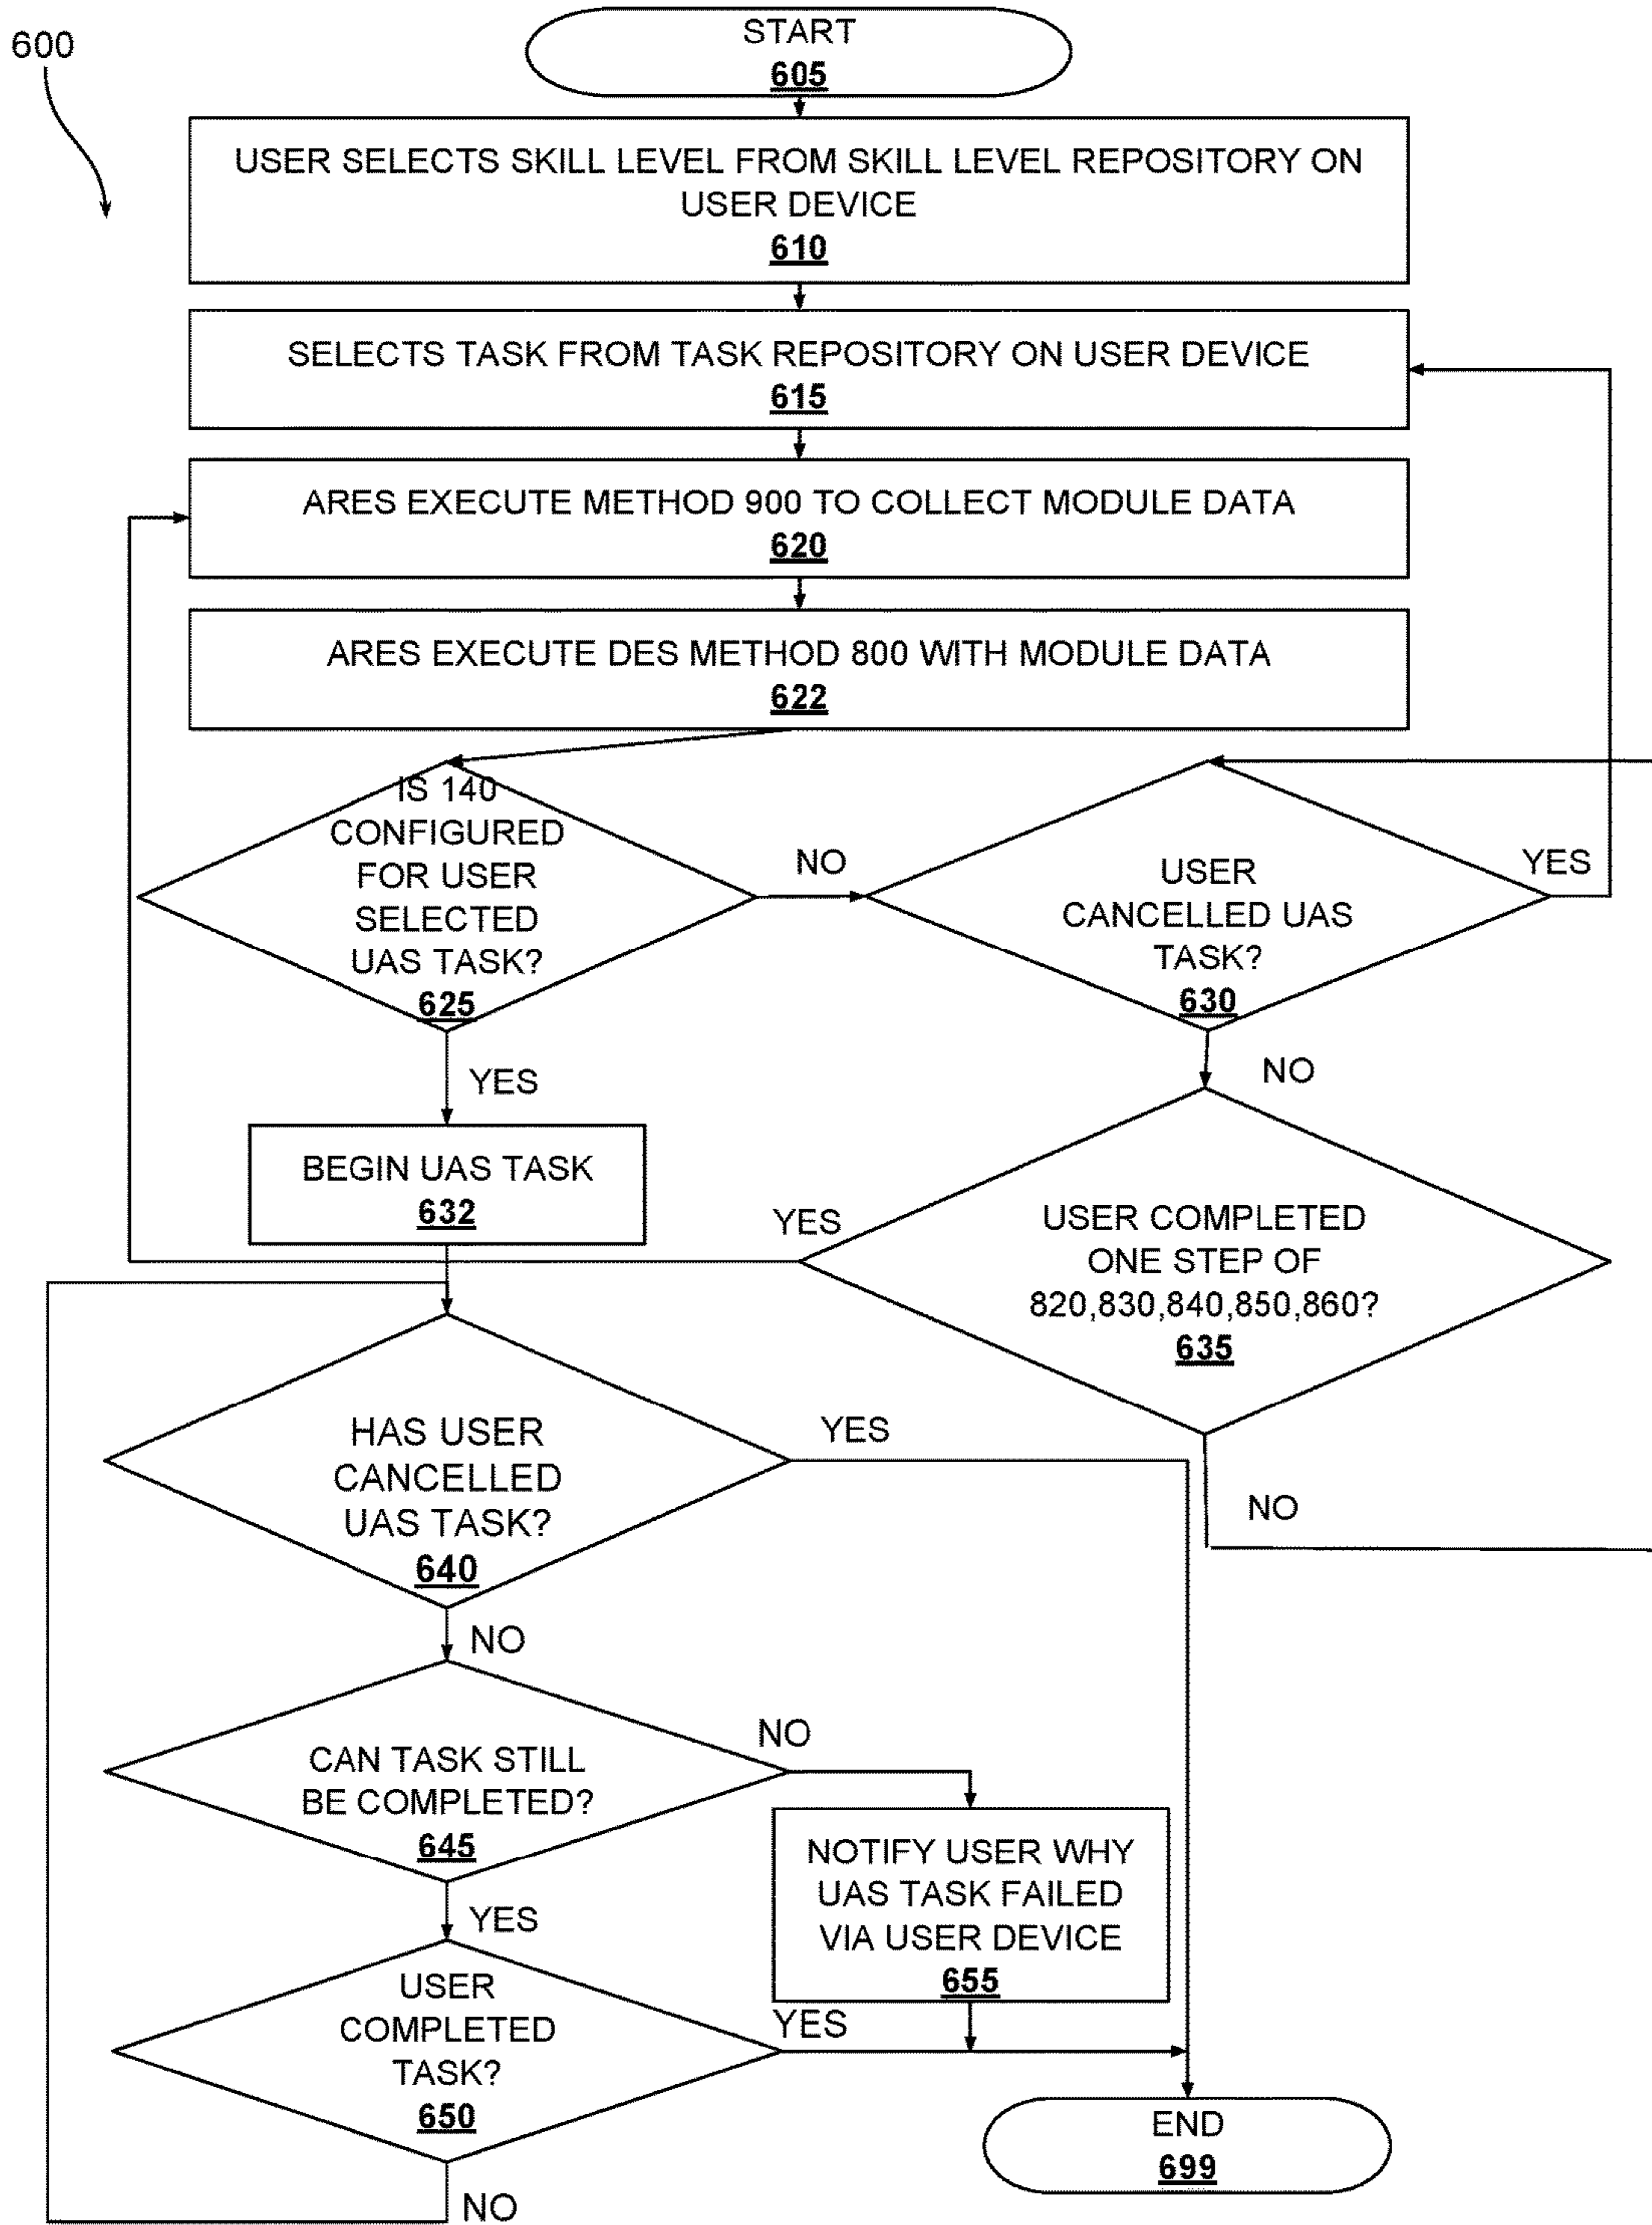 600
START
605
USER SELECTS SKILL LEVEL FROM SKILL LEVEL REPOSITORY ON
USER DEVICE
610
SELECTS TASK FROM TASK REPOSITORY ON USER DEVICE
615
ARES EXECUTE METHOD 900 TO COLLECT MODULE DATA
620
ARES EXECUTE DES METHOD 800 WITH MODULE DATA
622
IS 140
CONFIGURED
FOR USER
SELECTED
UAS TASK?
625
NO
USER
CANCELLED UAS
TASK?
630
YES
NO
YES
BEGIN UAS TASK
632
YES
USER COMPLETED
ONE STEP OF
820,830,840,850,860?
635
NO
HAS USER
CANCELLED
UAS TASK?
640
YES
NO
CAN TASK STILL
BE COMPLETED?
645
NO
NOTIFY USER WHY
UAS TASK FAILED
VIA USER DEVICE
655
YES
USER
COMPLETED
TASK?
650
YES
NO
END
699